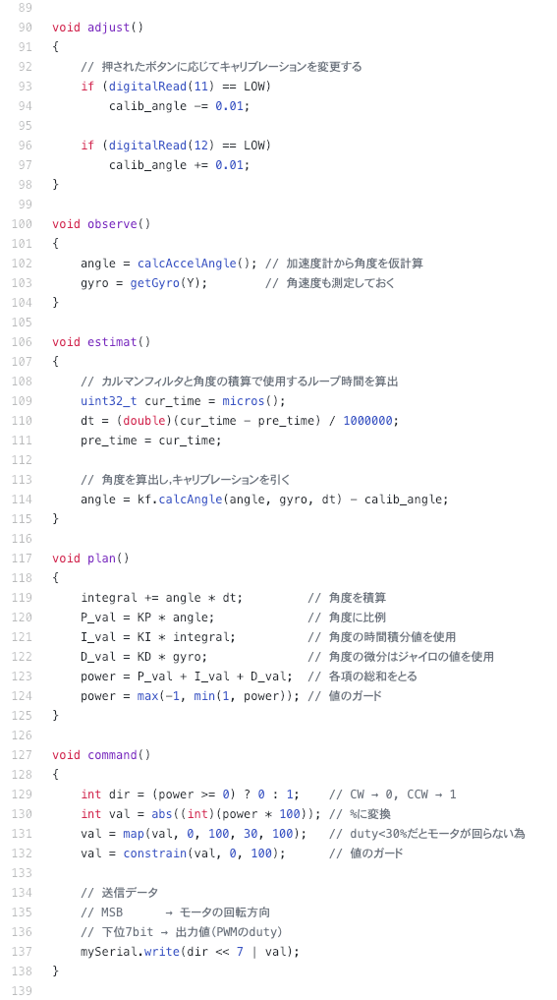 89
90 void adjust()
91 {
92     // 押されたボタンに応じてキャリブレーションを変更する
93     if (digitalRead(11) == LOW)
94         calib_angle -= 0.01;
95
96     if (digitalRead(12) == LOW)
97         calib_angle += 0.01;
98 }
99
100 void observe()
101 {
102     angle = calcAccelAngle(); // 加速度計から角度を仮計算
103     gyro = getGyro(Y);        // 角速度も測定しておく
104 }
105
106 void estimat()
107 {
108     // カルマンフィルタと角度の積算で使用するループ時間を算出
109     uint32_t cur_time = micros();
110     dt = (double)(cur_time - pre_time) / 1000000;
111     pre_time = cur_time;
112
113     // 角度を算出し,キャリブレーションを引く
114     angle = kf.calcAngle(angle, gyro, dt) - calib_angle;
115 }
116
117 void plan()
118 {
119     integral += angle * dt;         // 角度を積算
120     P_val = KP * angle;             // 角度に比例
121     I_val = KI * integral;          // 角度の時間積分値を使用
122     D_val = KD * gyro;              // 角度の微分はジャイロの値を使用
123     power = P_val + I_val + D_val;  // 各項の総和をとる
124     power = max(-1, min(1, power)); // 値のガード
125 }
126
127 void command()
128 {
129     int dir = (power >= 0) ? 0 : 1;    // CW → 0, CCW → 1
130     int val = abs((int)(power * 100)); // %に変換
131     val = map(val, 0, 100, 30, 100);   // duty<30%だとモータが回らない為
132     val = constrain(val, 0, 100);      // 値のガード
133
134     // 送信データ
135     // MSB      → モータの回転方向
136     // 下位7bit → 出力値(PWMのduty)
137     mySerial.write(dir << 7 | val);
138 }
139